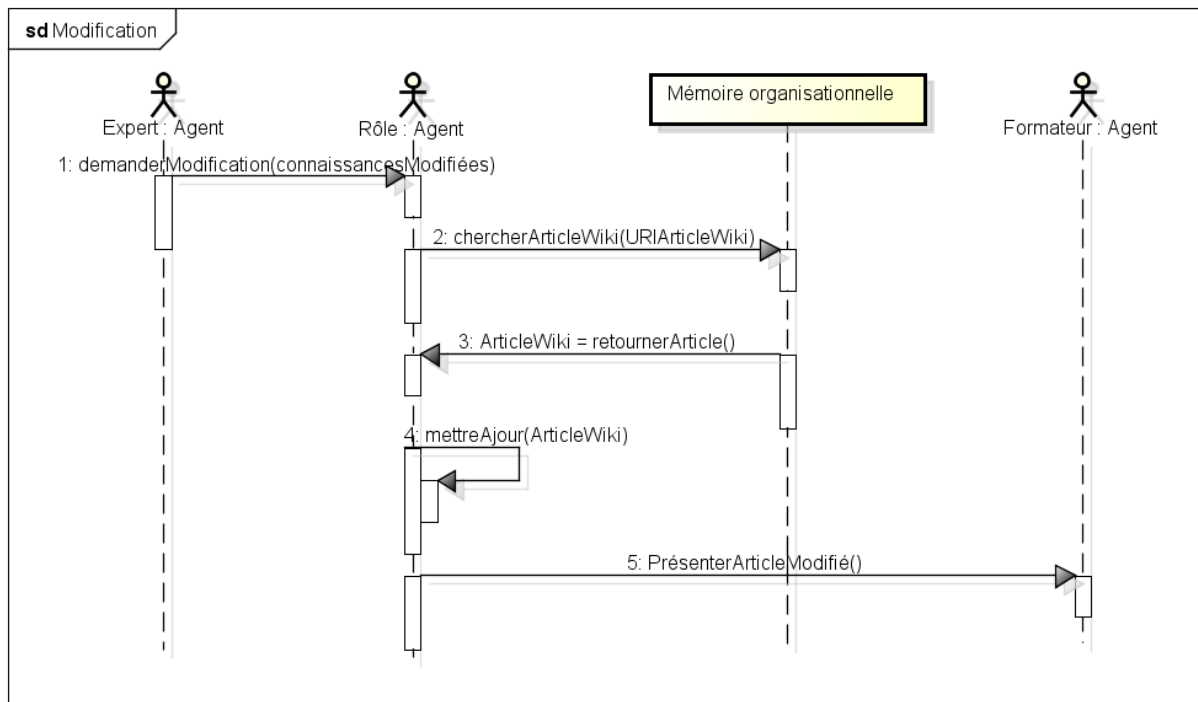 sd Modification
Mémoire organisationnelle
Expert : Agent
Rôle : Agent
Formateur : Agent
1: demanderModification(connaissancesModifiées)
2: chercherArticleWiki(URIArticleWiki)
3: ArticleWiki = retournerArticle()
4: mettreAjour(ArticleWiki)
5: PrésenterArticleModifié()